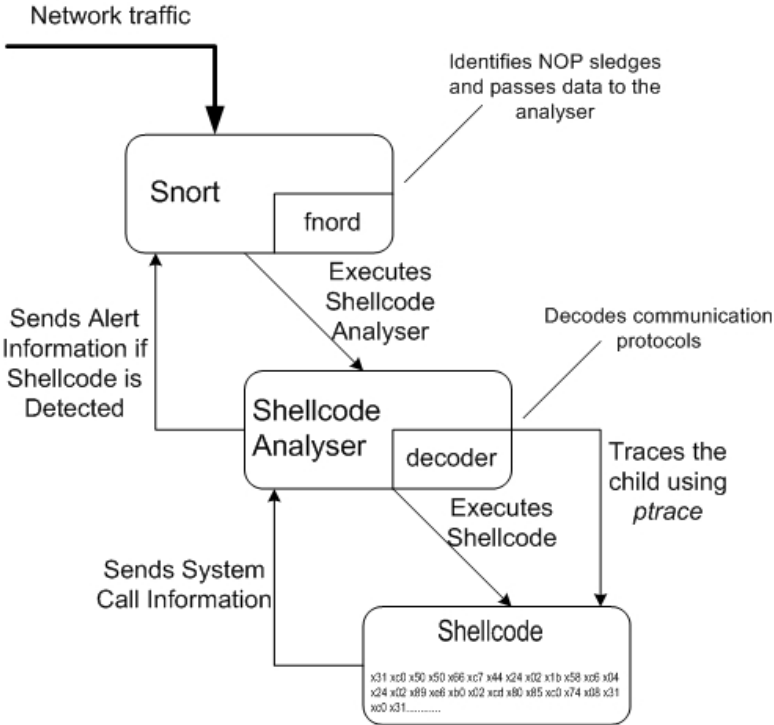 Network traffic
Identifies NOP sledges
and passes data to the
analyser
Snort
fnord
Executes
Shellcode
Analyser
Sends Alert
Information if
Shellcode is
Detected
Decodes communication
protocols
Shellcode
Analyser
decoder
Traces the
child using
ptrace
Executes
Shellcode
Sends System
Call Information
Shellcode
x31 xc0 x50 x50 x66 xc7 x44 x24 x02 x1b x58 xc6 x04
x24 x02 x89 xe6 xb0 x02 xcd x80 x85 xc0 x74 x08 x31
xc0 x31...........